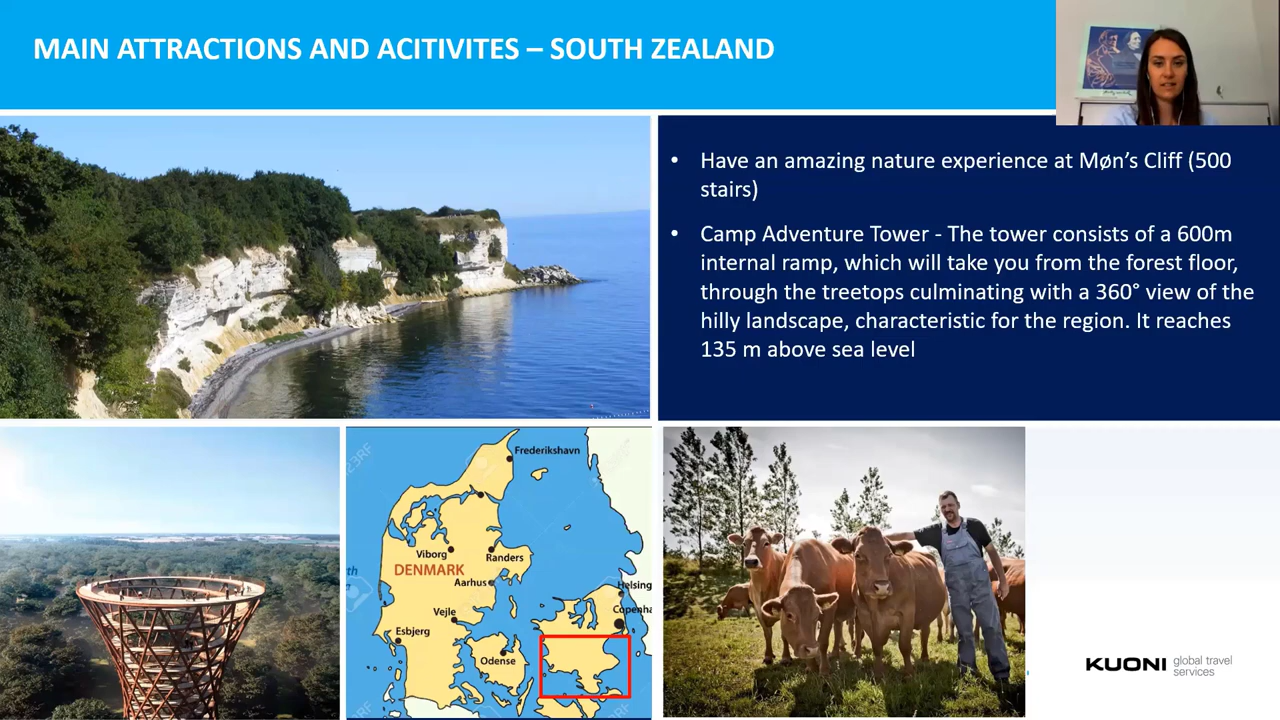 MAIN ATTRACTIONS AND ACITIVITES – SOUTH ZEALAND
• Have an amazing nature experience at Møn’s Cliff (500
stairs)
• Camp Adventure Tower - The tower consists of a 600m
internal ramp, which will take you from the forest floor,
through the treetops culminating with a 360° view of the
hilly landscape, characteristic for the region. It reaches
135 m above sea level
Frederikshavn
Viborg
Randers
DENMARK
Aarhus
Helsing
Vejle
Copenha
Esbjerg
Odense
KUONI global travel
services